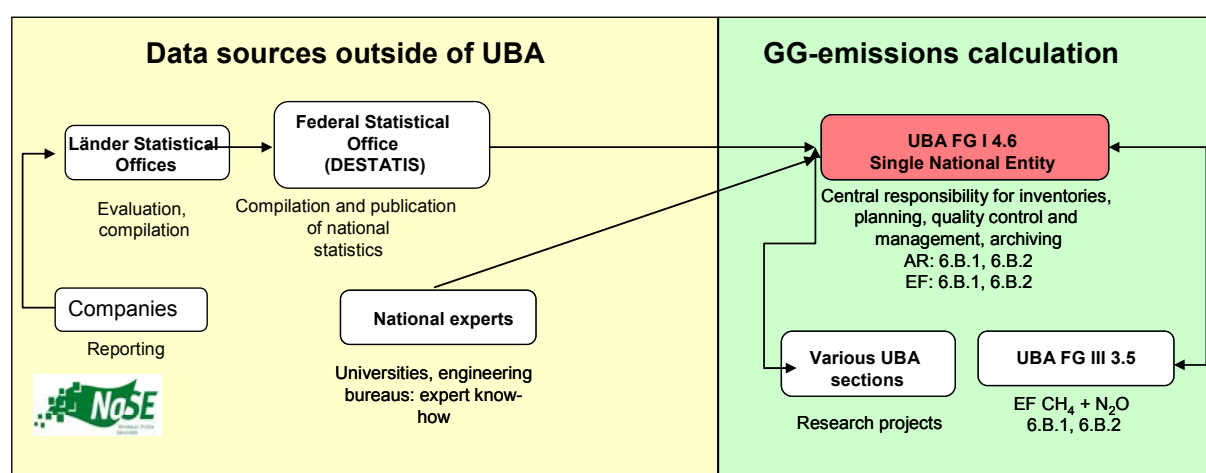 Data sources outside of UBA
GG-emissions calculation
Länder Statistical
Offices
Evaluation,
compilation
Federal Statistical
Office
(DESTATIS)
Compilation and publication
of national
statistics
Companies
Reporting
NaSE
National experts
Universities, engineering
bureaus: expert know-
how
UBA FG I 4.6
Single National Entity
Central responsibility for inventories,
planning, quality control and
management, archiving
AR: 6.B.1, 6.B.2
EF: 6.B.1, 6.B.2
Various UBA
sections
Research projects
UBA FG III 3.5
EF CH₄ + N₂O
6.B.1, 6.B.2